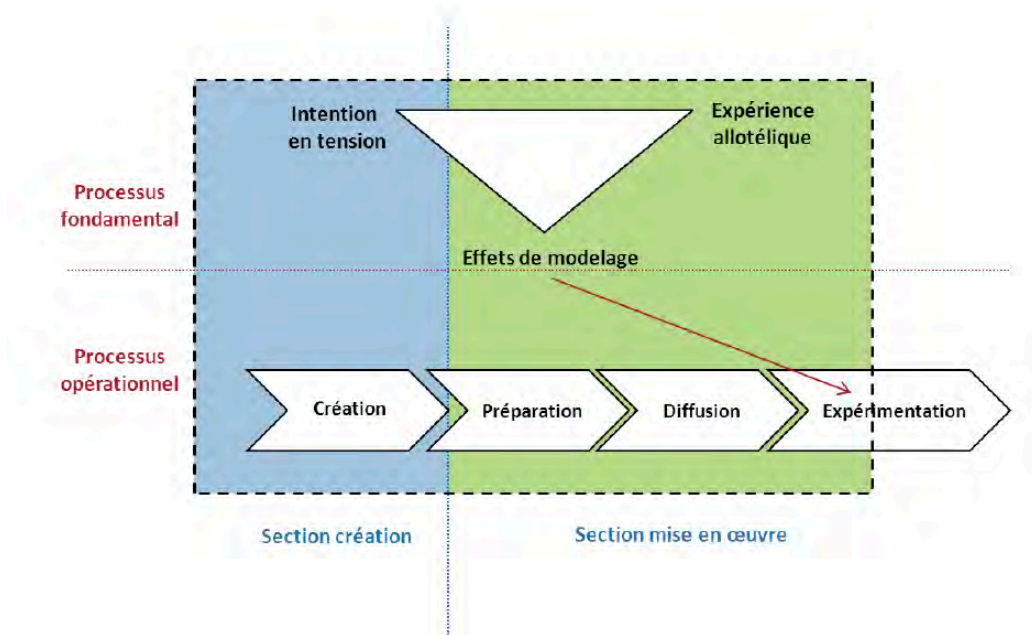 Intention
en tension
Expérience
allotélique
Processus
fondamental
Effets de modelage
Processus
opérationnel
Création
Préparation
Diffusion
Expérimentation
Section création
Section mise en œuvre